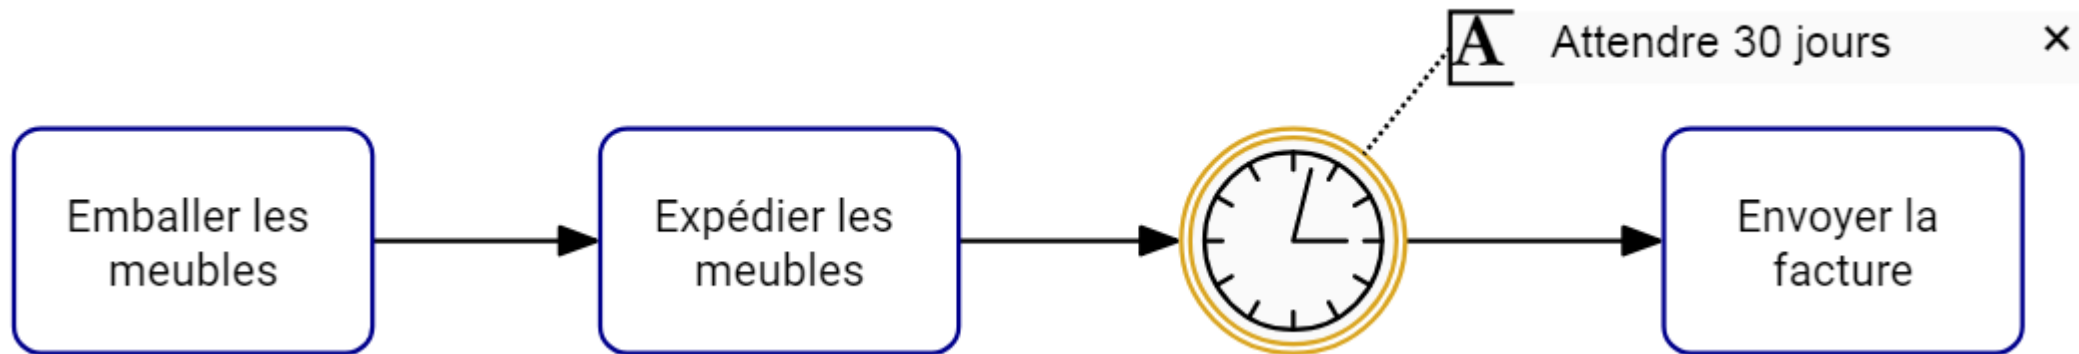 A Attendre 30 jours ×
Emballer les
meubles
Expédier les
meubles
Envoyer la
facture